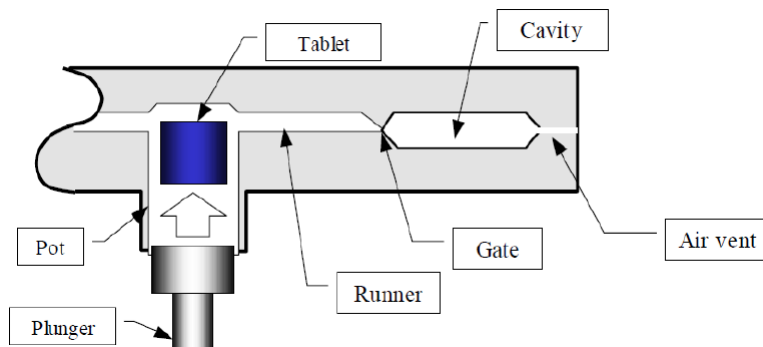 Tablet
Cavity
Pot
Gate
Air vent
Runner
Plunger